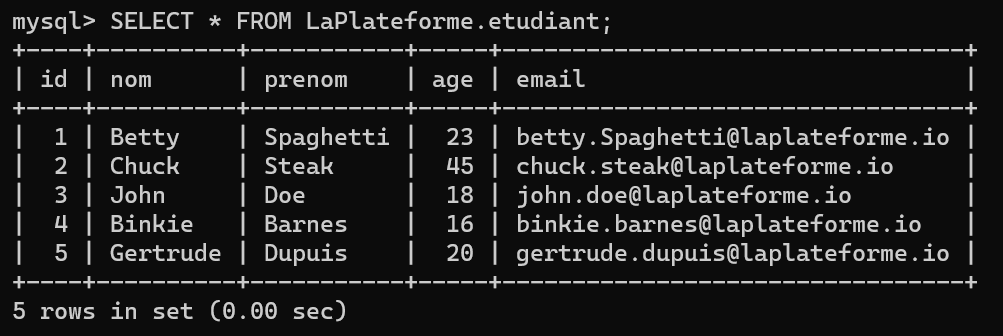 mysql> SELECT * FROM LaPlateforme.etudiant;
+----+----------+-----------+-----+--------------------------------+
| id | nom      | prenom    | age | email                          |
+----+----------+-----------+-----+--------------------------------+
|  1 | Betty    | Spaghetti |  23 | betty.Spaghetti@laplateforme.io |
|  2 | Chuck    | Steak     |  45 | chuck.steak@laplateforme.io    |
|  3 | John     | Doe       |  18 | john.doe@laplateforme.io       |
|  4 | Binkie   | Barnes    |  16 | binkie.barnes@laplateforme.io  |
|  5 | Gertrude | Dupuis    |  20 | gertrude.dupuis@laplateforme.io |
+----+----------+-----------+-----+--------------------------------+
5 rows in set (0.00 sec)